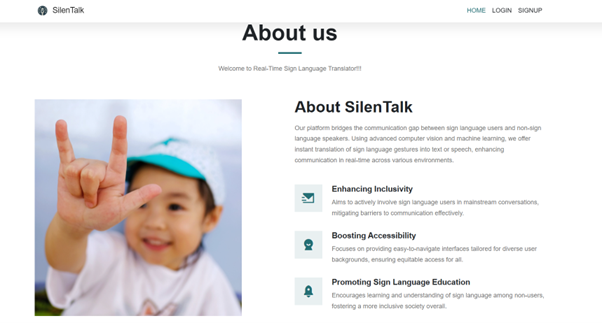 SilenTalk
HOME LOGIN SIGNUP
About us
Welcome to Real-Time Sign Language Translator!!!
About SilenTalk
Our platform bridges the communication gap between sign language users and non-sign
language speakers. Using advanced computer vision and machine learning, we offer
instant translation of sign language gestures into text or speech, enhancing
communication in real-time across various environments.
Enhancing Inclusivity
Aims to actively involve sign language users in mainstream conversations,
mitigating barriers to communication effectively.
Boosting Accessibility
Focuses on providing easy-to-navigate interfaces tailored for diverse user
backgrounds, ensuring equitable access for all.
Promoting Sign Language Education
Encourages learning and understanding of sign language among non-users,
fostering a more inclusive society overall.